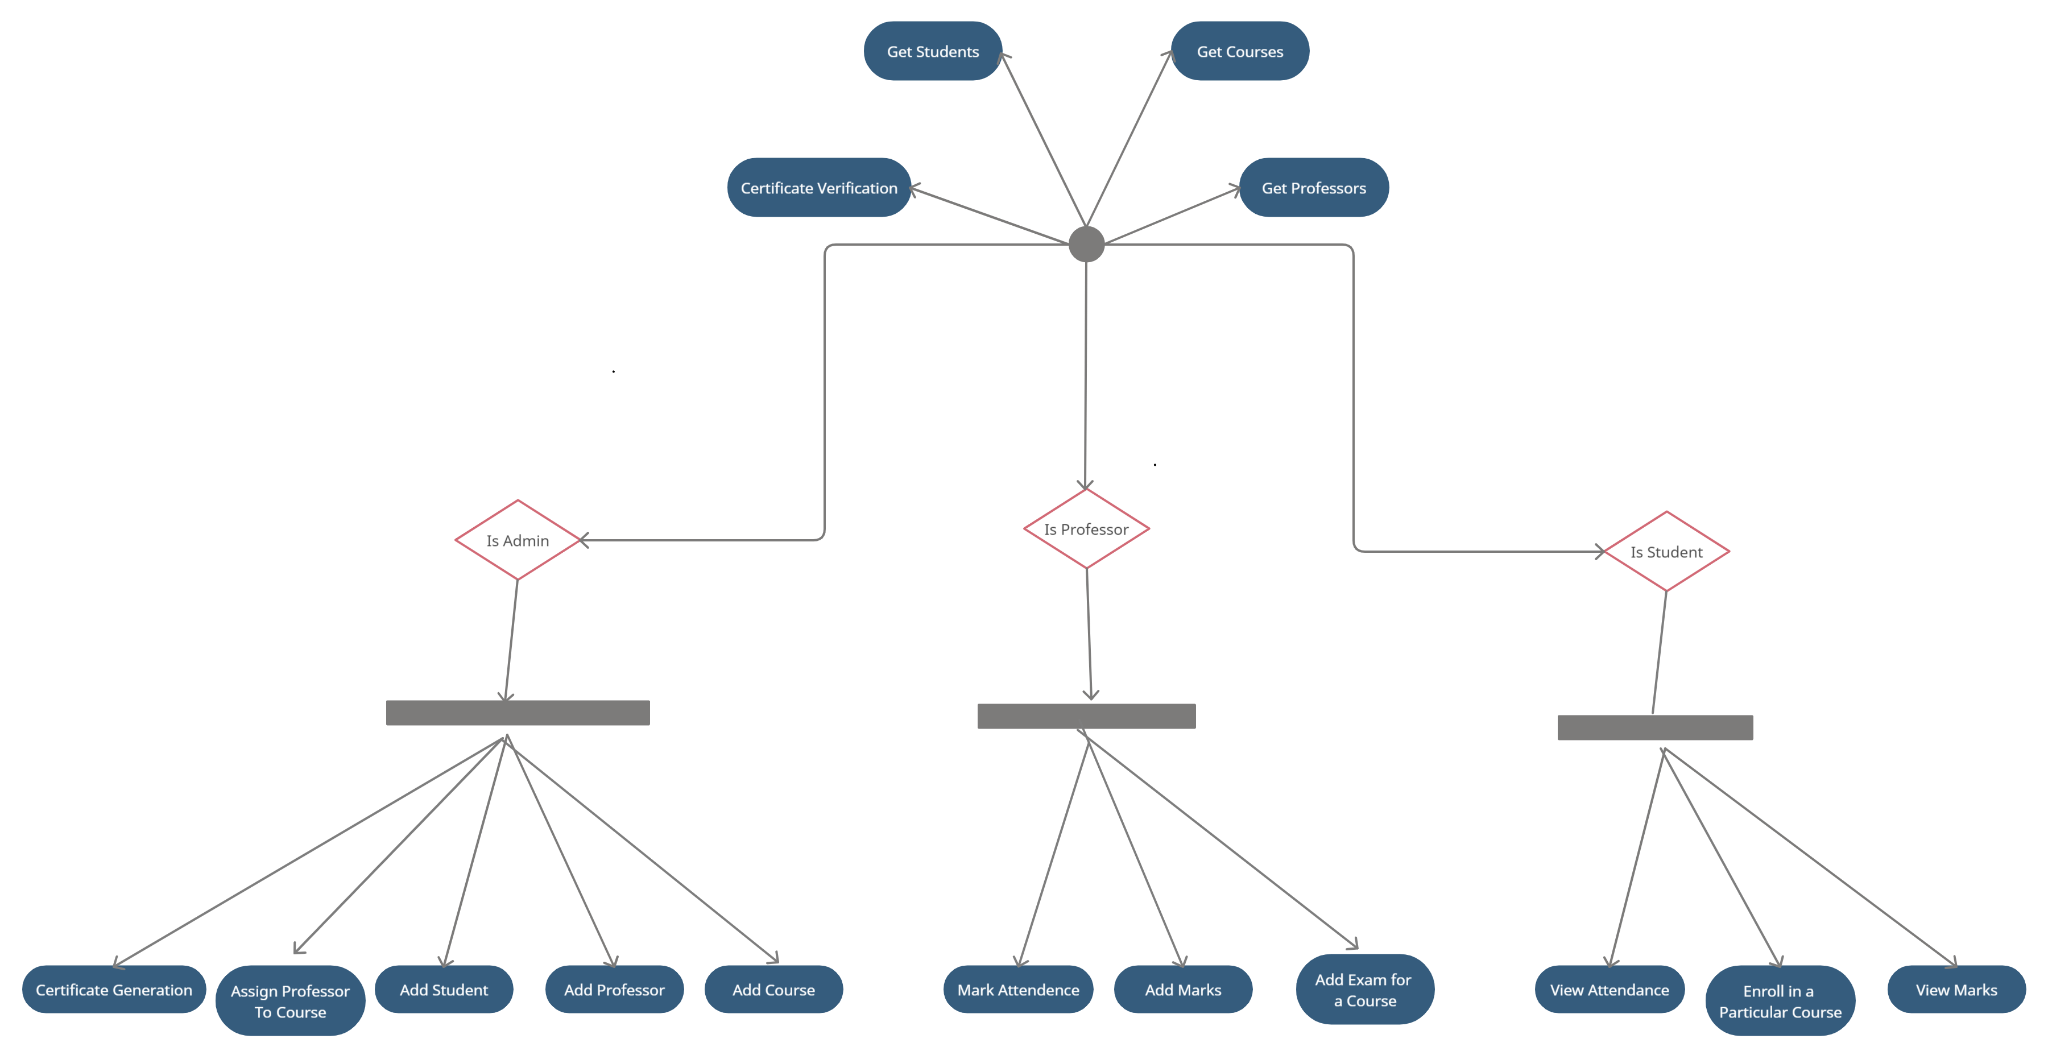 Get Students
Get Courses
Certificate Verification
Get Professors
Is Admin
Is Professor
Is Student
Certificate Generation
Assign Professor
To Course
Add Student
Add Professor
Add Course
Mark Attendence
Add Marks
Add Exam for
a Course
View Attendance
Enroll in a
Particular Course
View Marks